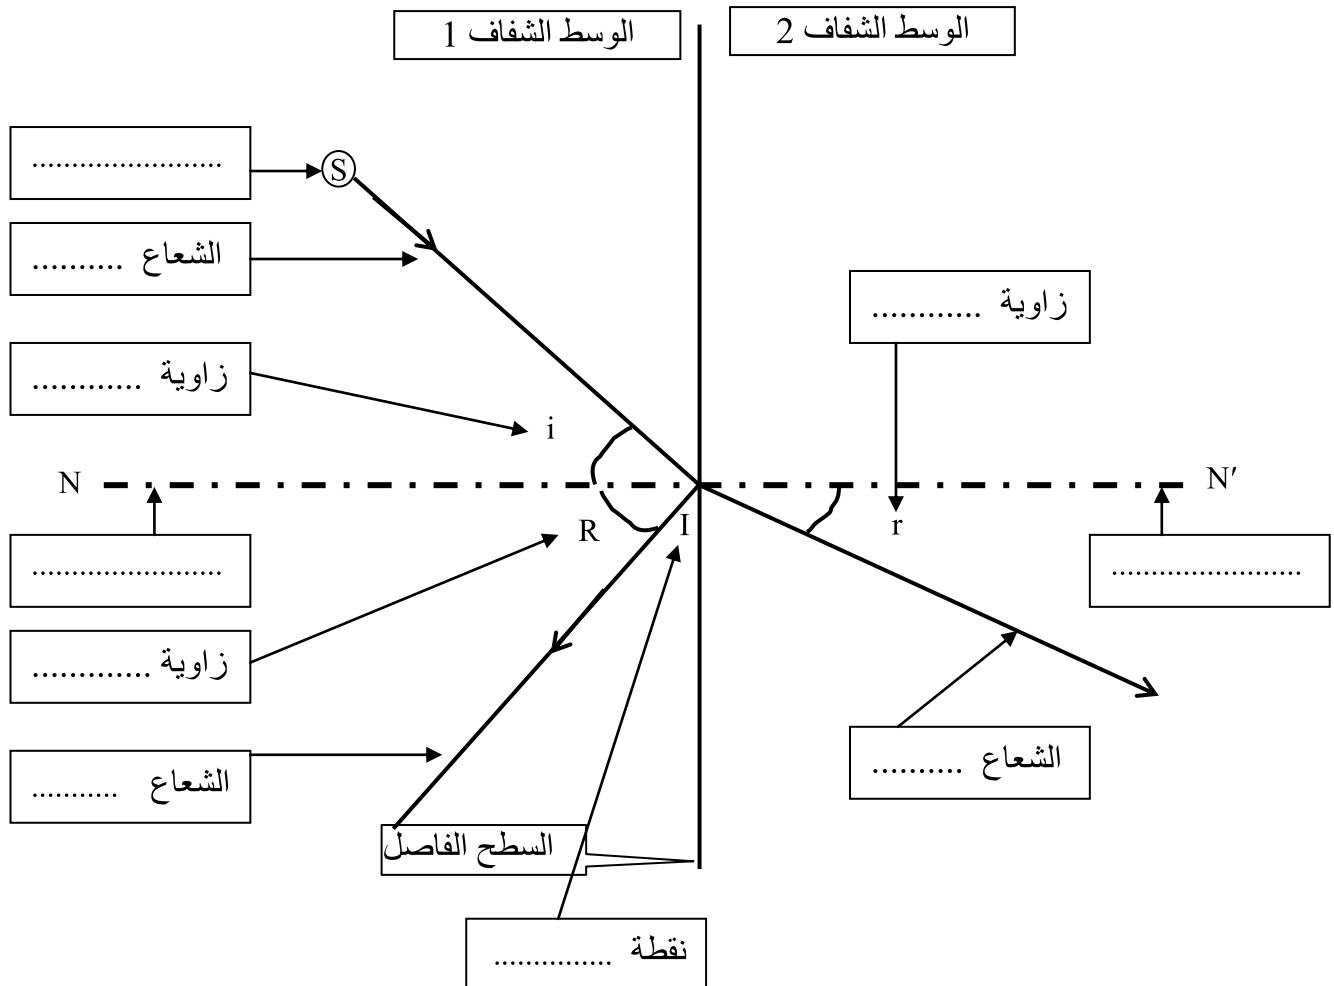 الوسط الشفاف 1
الوسط الشفاف 2
.......................
S
الشعاع ..........
زاوية ............
زاوية ............
i
N
N'
R
I
r
.......................
.......................
زاوية .............
الشعاع ..........
الشعاع ..........
السطح الفاصل
نقطة ..............